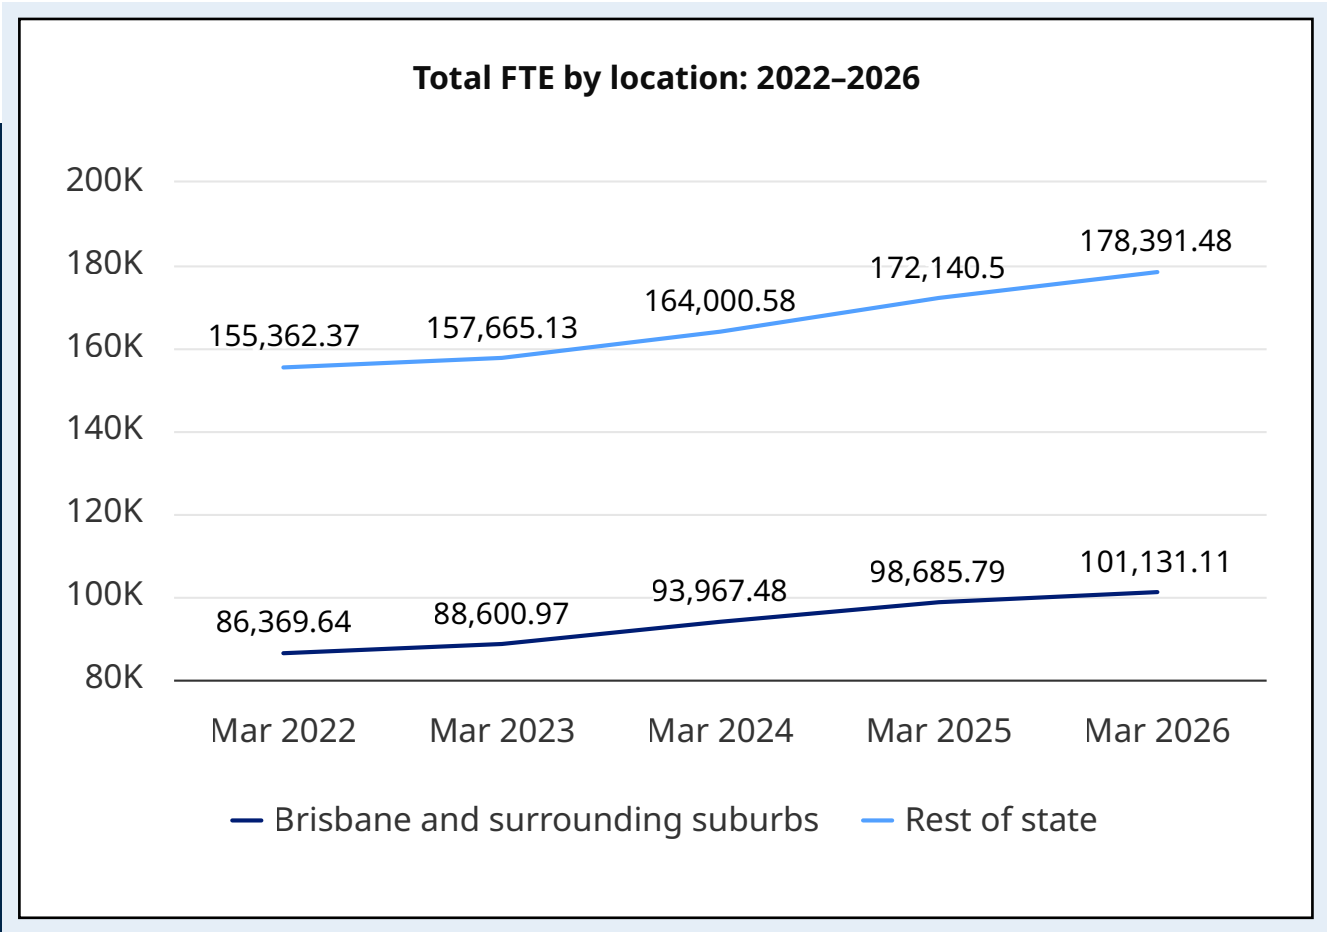 Total FTE by location: 2022–2026
200K
180K
160K
140K
120K
100K
80K
155,362.37
157,665.13
164,000.58
172,140.5
178,391.48
86,369.64
88,600.97
93,967.48
98,685.79
101,131.11
Mar 2022 Mar 2023 Mar 2024 Mar 2025 Mar 2026
Brisbane and surrounding suburbs Rest of state